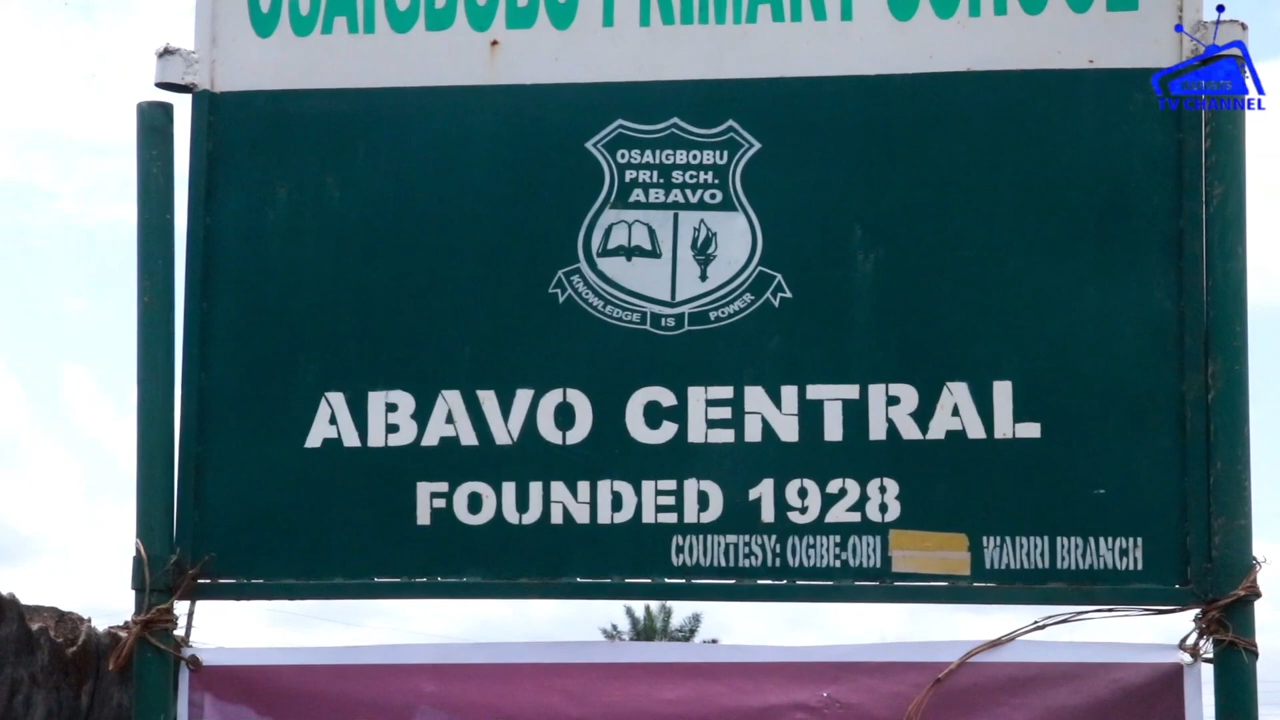 OSAIGBOBU PRIMARY SCHOOL
TV CHANNEL
OSAIGBOBU
PRI. SCH.
ABAVO
KNOWLEDGE IS POWER
ABAVO CENTRAL
FOUNDED 1928
COURTESY: OGBE-OBI WARRI BRANCH